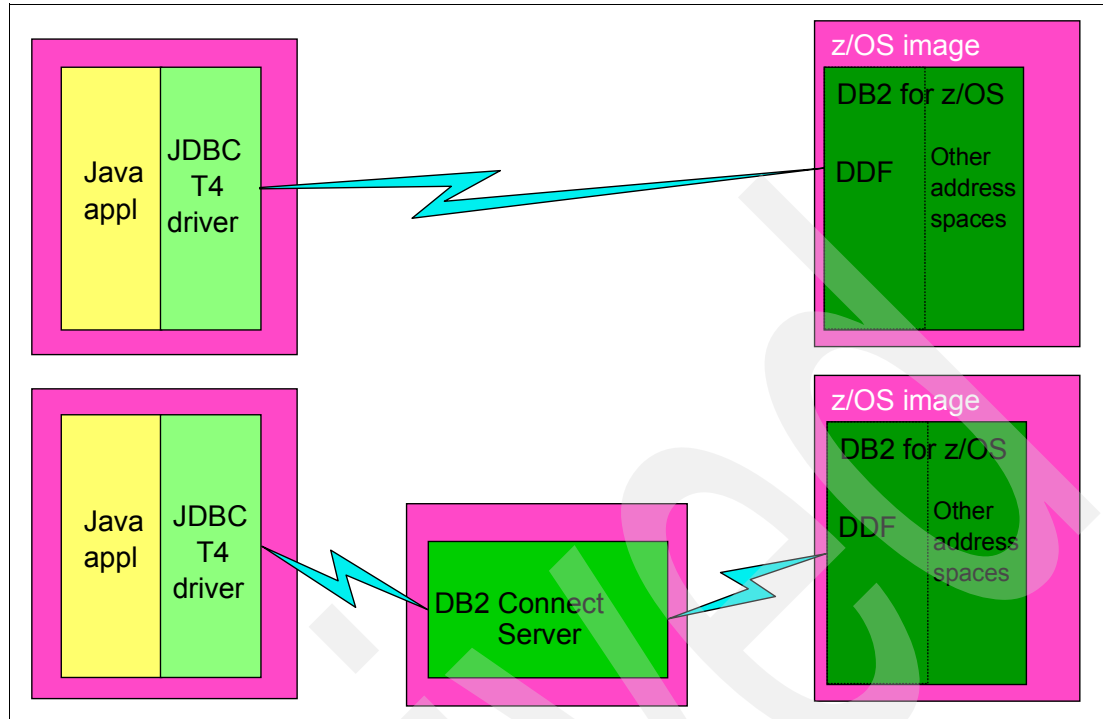 z/OS image
DB2 for z/OS
Java
appl
JDBC
T4
driver
DDF
Other
address
spaces
z/OS image
DB2 for z/OS
Java
appl
JDBC
T4
driver
DB2 Connect
Server
DDF
Other
address
spaces